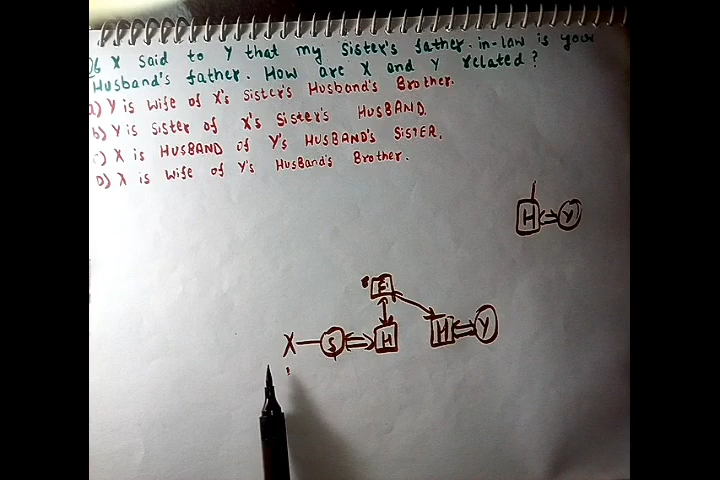 Q6 X Said to Y that my Sister's father-in-law is your
Husband's father. How are X and Y related?
a) Y is Wife of X's Sister's Husband's Brother.
b) Y is Sister of X's Sister's HUSBAND.
c) X is HUSBAND of Y's HUSBAND'S SISTER.
D) X is wife of Y's HusBand's Brother.
H Y
F
X S H H Y